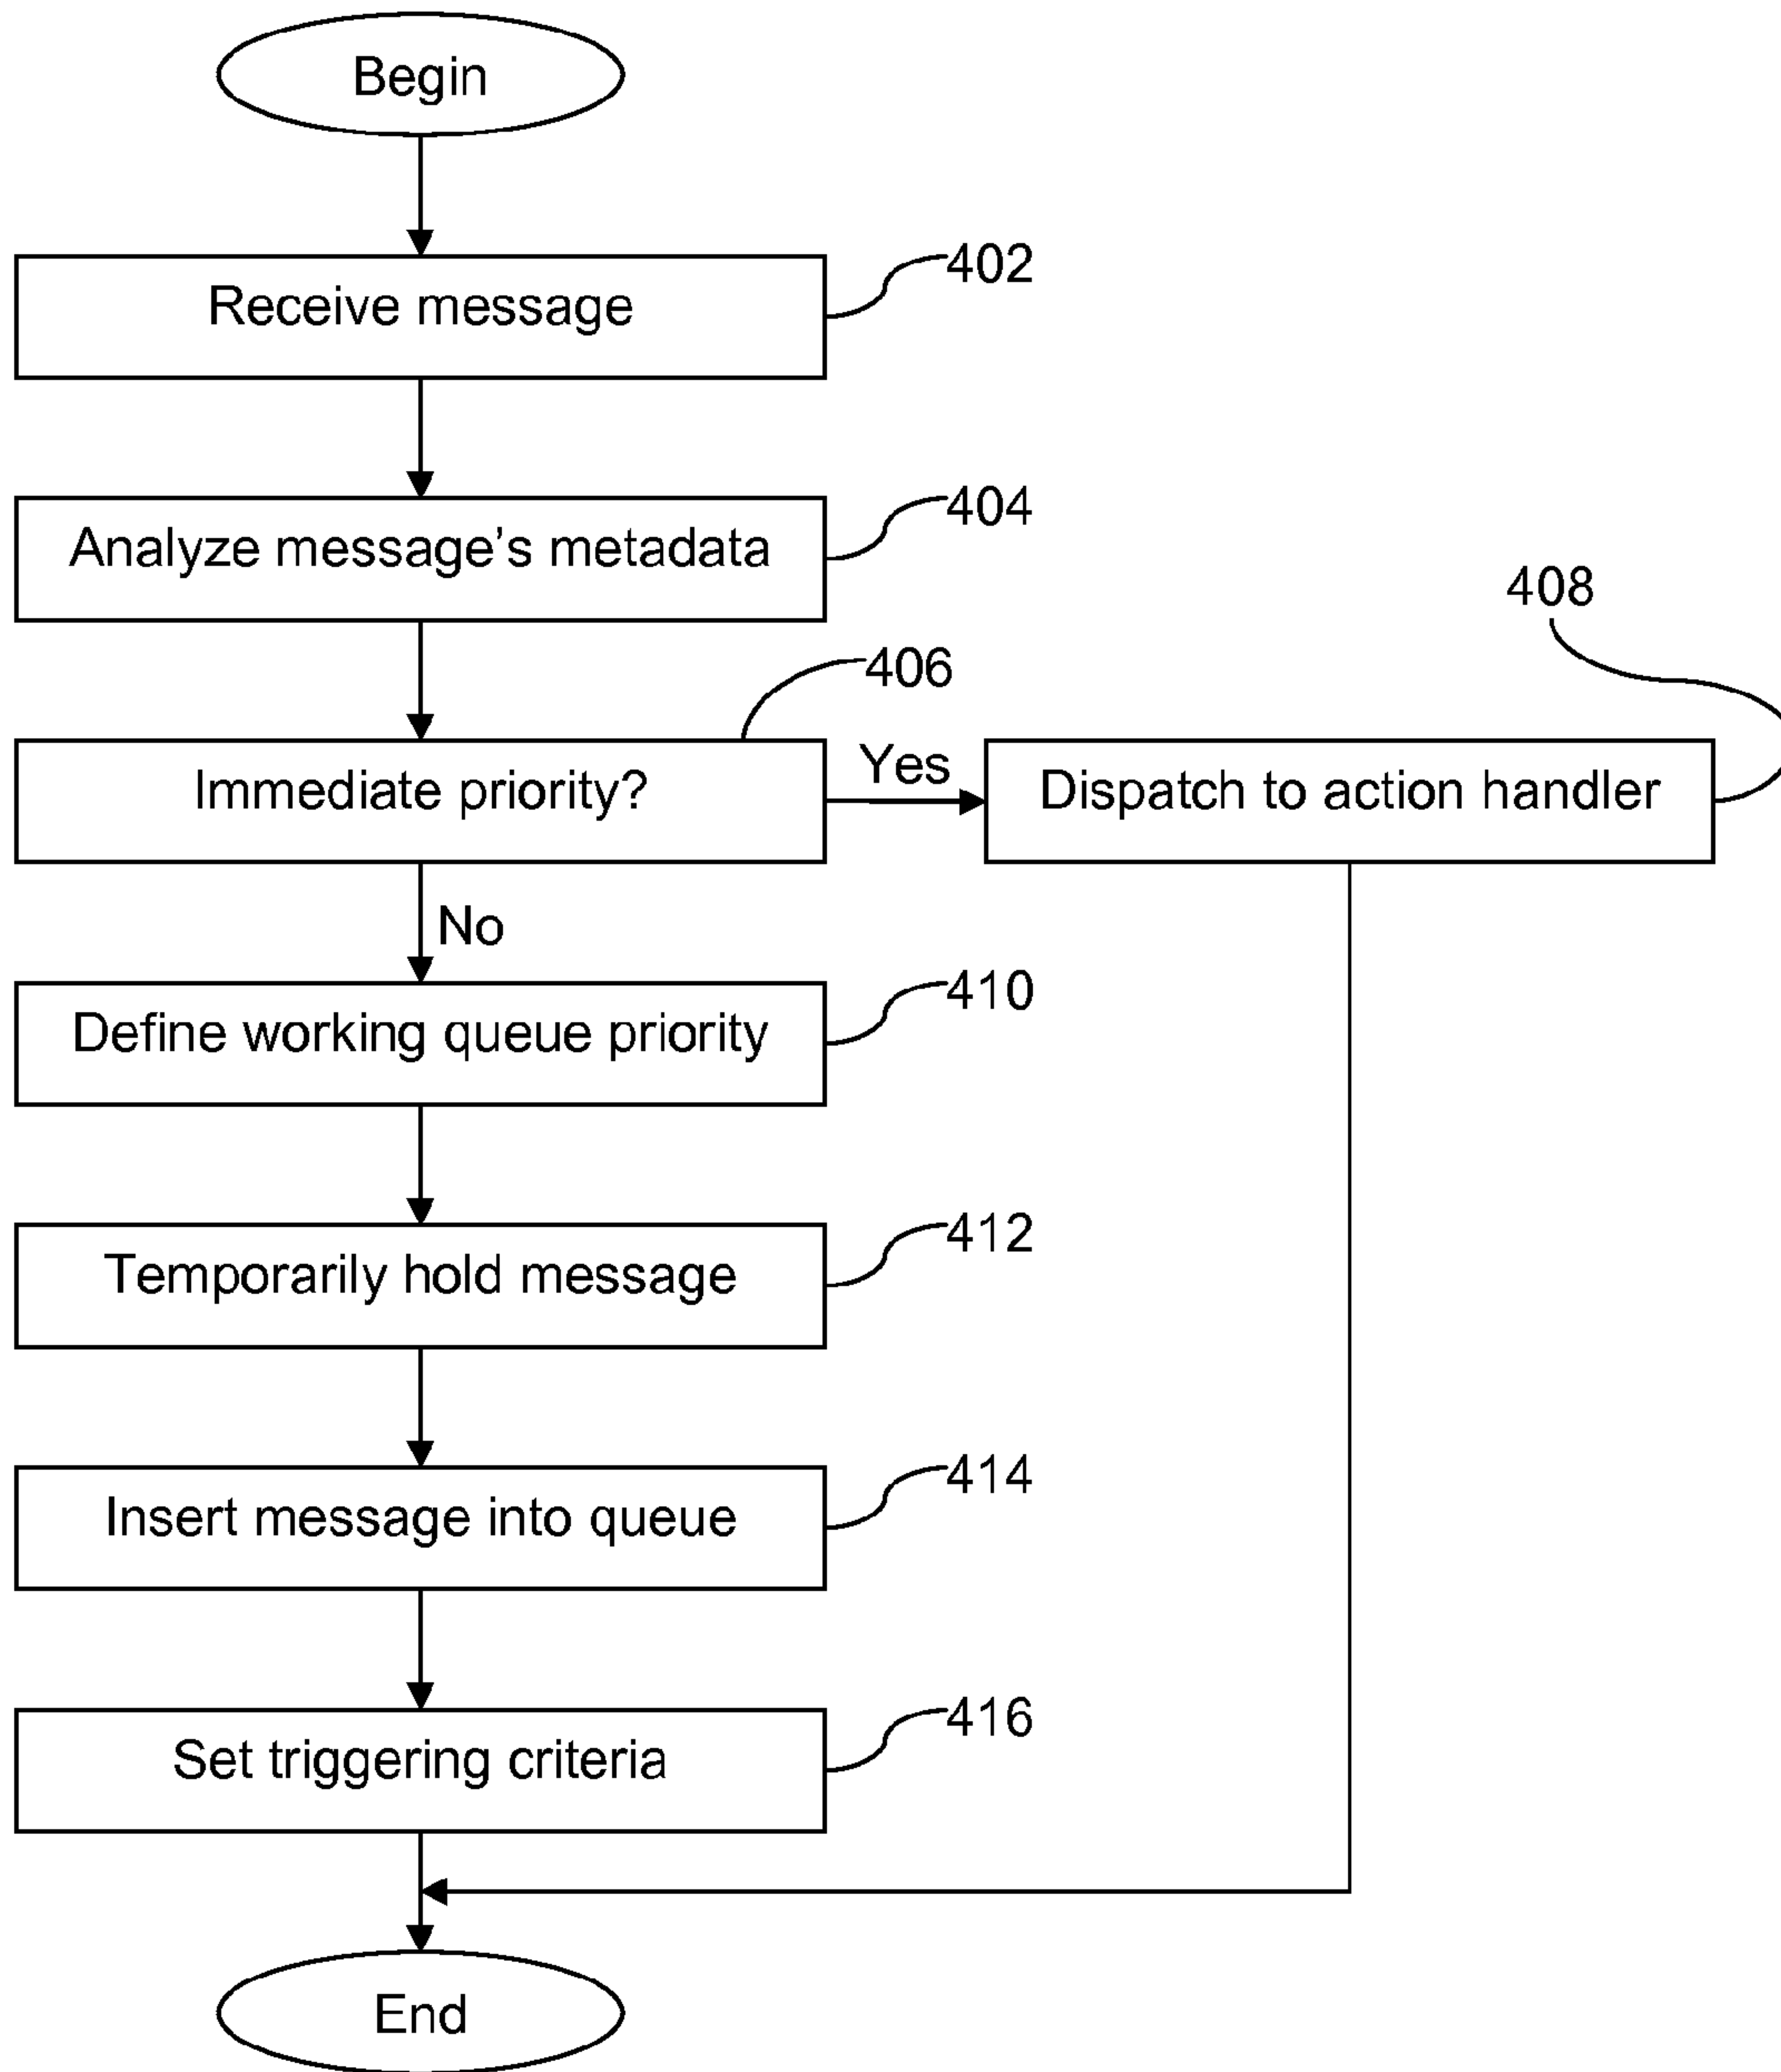 Begin
402
Receive message
404
Analyze message’s metadata
408
406
Immediate priority?
Yes
Dispatch to action handler
No
410
Define working queue priority
412
Temporarily hold message
414
Insert message into queue
416
Set triggering criteria
End